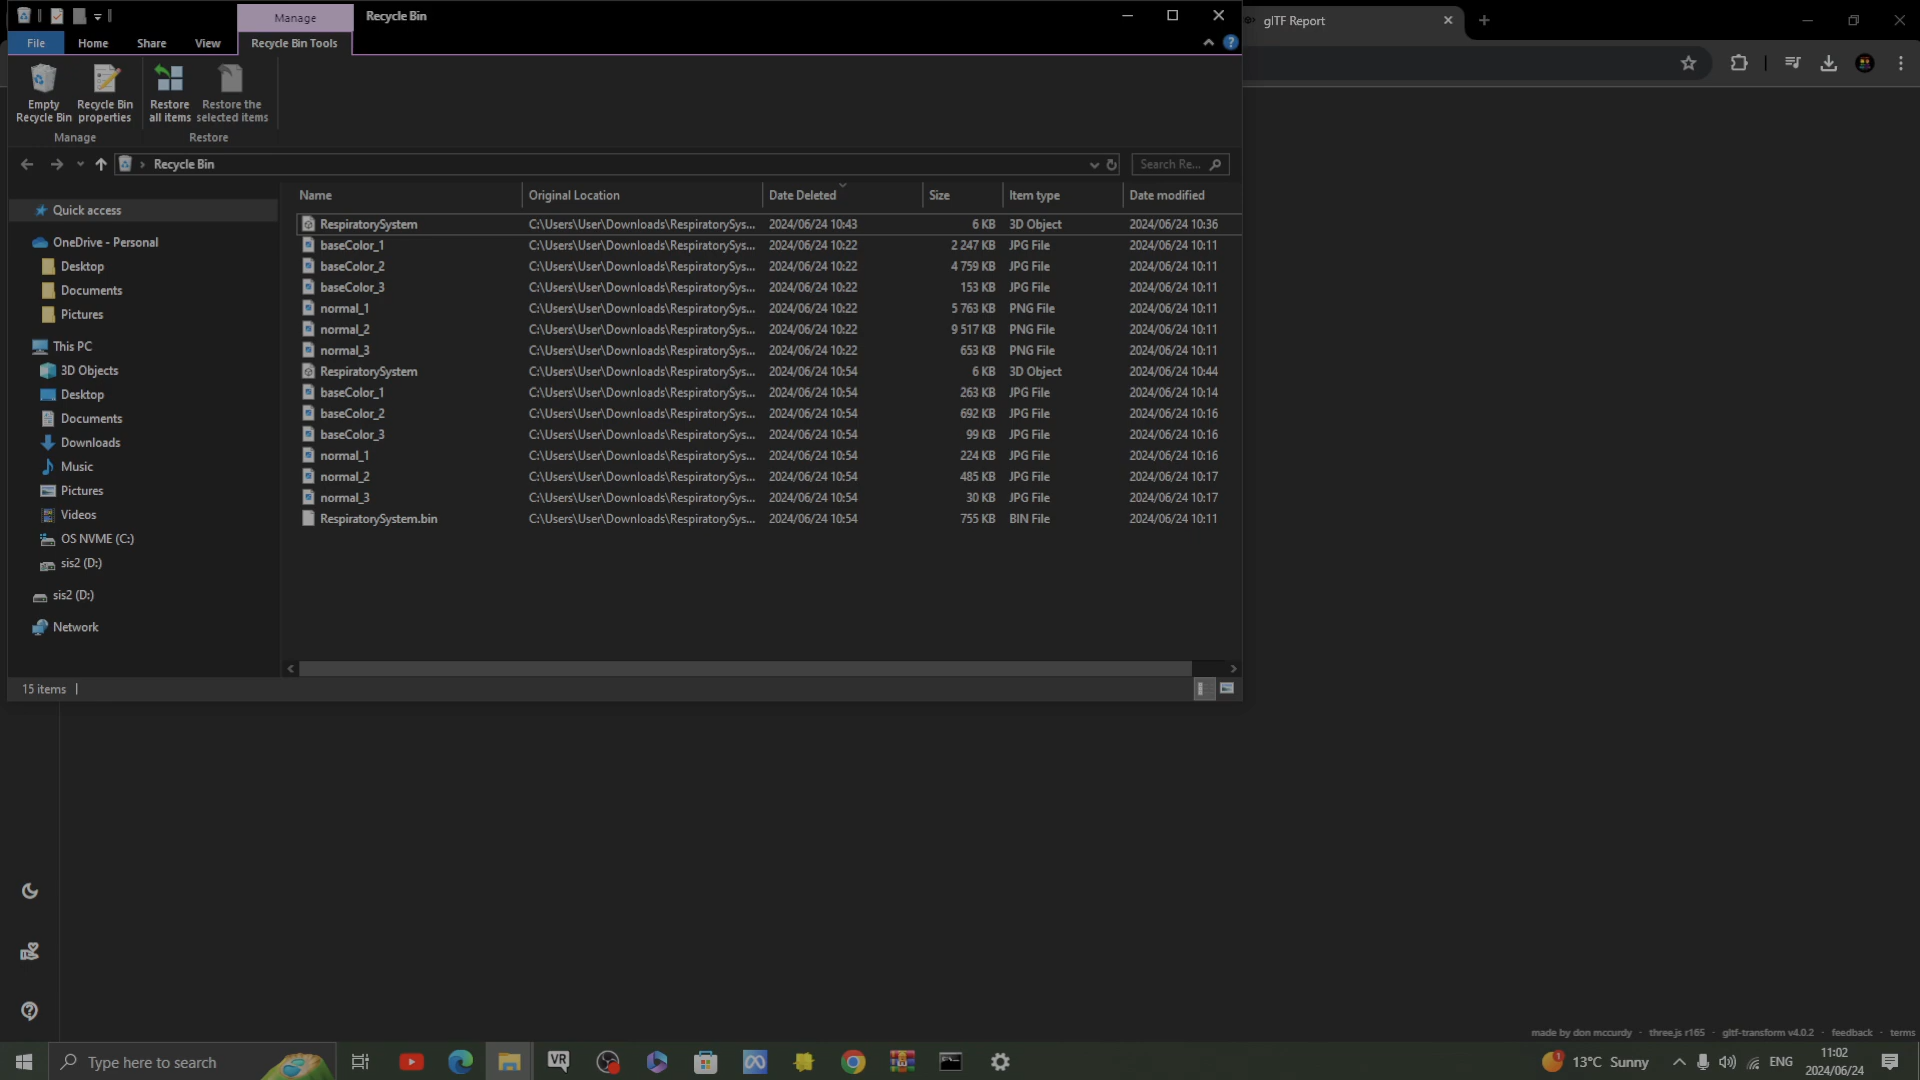 Manage
Recycle Bin
glTF Report
File
Home
Share
View
Recycle Bin Tools
Empty
Recycle Bin
Recycle Bin
properties
Restore
all items
Restore the
selected items
Manage
Restore
Recycle Bin
Search Re...
Name
Original Location
Date Deleted
Size
Item type
Date modified
Quick access
OneDrive - Personal
Desktop
Documents
Pictures
This PC
3D Objects
Desktop
Documents
Downloads
Music
Pictures
Videos
OS NVME (C:)
sis2 (D:)
sis2 (D:)
Network
RespiratorySystem C:\Users\User\Downloads\RespiratorySys... 2024/06/24 10:43 6 KB 3D Object 2024/06/24 10:36
baseColor_1 C:\Users\User\Downloads\RespiratorySys... 2024/06/24 10:22 2 247 KB JPG File 2024/06/24 10:11
baseColor_2 C:\Users\User\Downloads\RespiratorySys... 2024/06/24 10:22 4 759 KB JPG File 2024/06/24 10:11
baseColor_3 C:\Users\User\Downloads\RespiratorySys... 2024/06/24 10:22 153 KB JPG File 2024/06/24 10:11
normal_1 C:\Users\User\Downloads\RespiratorySys... 2024/06/24 10:22 5 763 KB PNG File 2024/06/24 10:11
normal_2 C:\Users\User\Downloads\RespiratorySys... 2024/06/24 10:22 9 517 KB PNG File 2024/06/24 10:11
normal_3 C:\Users\User\Downloads\RespiratorySys... 2024/06/24 10:22 653 KB PNG File 2024/06/24 10:11
RespiratorySystem C:\Users\User\Downloads\RespiratorySys... 2024/06/24 10:54 6 KB 3D Object 2024/06/24 10:44
baseColor_1 C:\Users\User\Downloads\RespiratorySys... 2024/06/24 10:54 263 KB JPG File 2024/06/24 10:14
baseColor_2 C:\Users\User\Downloads\RespiratorySys... 2024/06/24 10:54 692 KB JPG File 2024/06/24 10:16
baseColor_3 C:\Users\User\Downloads\RespiratorySys... 2024/06/24 10:54 99 KB JPG File 2024/06/24 10:16
normal_1 C:\Users\User\Downloads\RespiratorySys... 2024/06/24 10:54 224 KB JPG File 2024/06/24 10:16
normal_2 C:\Users\User\Downloads\RespiratorySys... 2024/06/24 10:54 485 KB JPG File 2024/06/24 10:17
normal_3 C:\Users\User\Downloads\RespiratorySys... 2024/06/24 10:54 30 KB JPG File 2024/06/24 10:17
RespiratorySystem.bin C:\Users\User\Downloads\RespiratorySys... 2024/06/24 10:54 755 KB BIN File 2024/06/24 10:11
15 items
made by don mccurdy · three.js r165 · gltf-transform v4.0.2 · feedback · terms
Type here to search
VR
1
13°C Sunny
ENG
11:02
2024/06/24